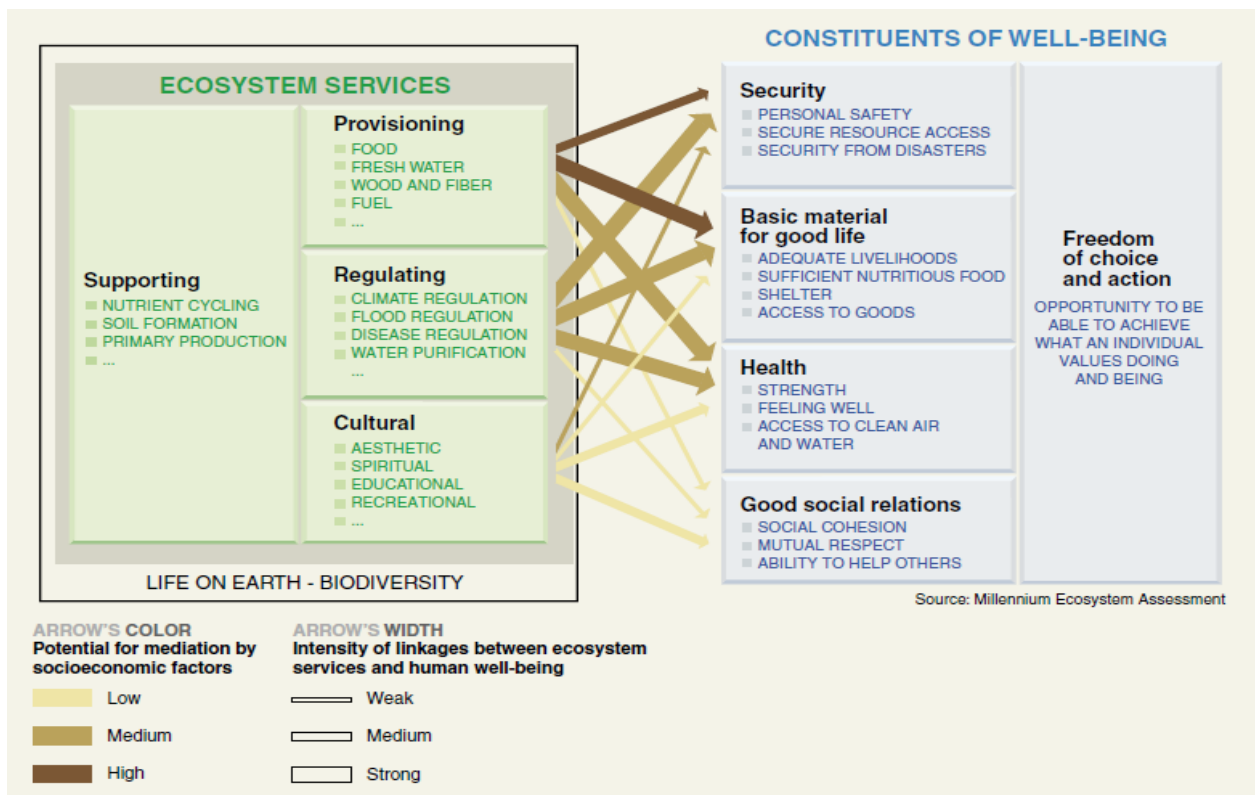 ECOSYSTEM SERVICES
Supporting
NUTRIENT CYCLING
SOIL FORMATION
PRIMARY PRODUCTION
...
Provisioning
FOOD
FRESH WATER
WOOD AND FIBER
FUEL
...
Regulating
CLIMATE REGULATION
FLOOD REGULATION
DISEASE REGULATION
WATER PURIFICATION
...
Cultural
AESTHETIC
SPIRITUAL
EDUCATIONAL
RECREATIONAL
...
LIFE ON EARTH - BIODIVERSITY
CONSTITUENTS OF WELL-BEING
Security
PERSONAL SAFETY
SECURE RESOURCE ACCESS
SECURITY FROM DISASTERS
Basic material
for good life
ADEQUATE LIVELIHOODS
SUFFICIENT NUTRITIOUS FOOD
SHELTER
ACCESS TO GOODS
Health
STRENGTH
FEELING WELL
ACCESS TO CLEAN AIR
AND WATER
Good social relations
SOCIAL COHESION
MUTUAL RESPECT
ABILITY TO HELP OTHERS
Freedom
of choice
and action
OPPORTUNITY TO BE
ABLE TO ACHIEVE
WHAT AN INDIVIDUAL
VALUES DOING
AND BEING
Source: Millennium Ecosystem Assessment
ARROW'S COLOR
Potential for mediation by
socioeconomic factors
Low
Medium
High
ARROW'S WIDTH
Intensity of linkages between ecosystem
services and human well-being
Weak
Medium
Strong